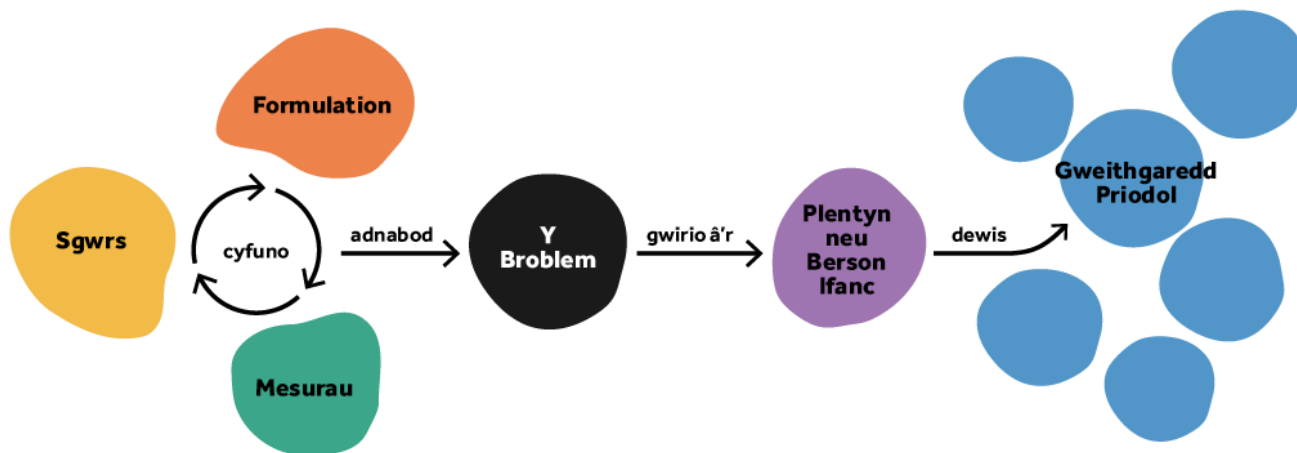 Formulation
Sgwrs
cyfuno
Mesurau
adnabod
Y
Broblem
gwirio â'r
Plentyn
neu
Berson
Ifanc
dewis
Gweithgaredd
Priodol